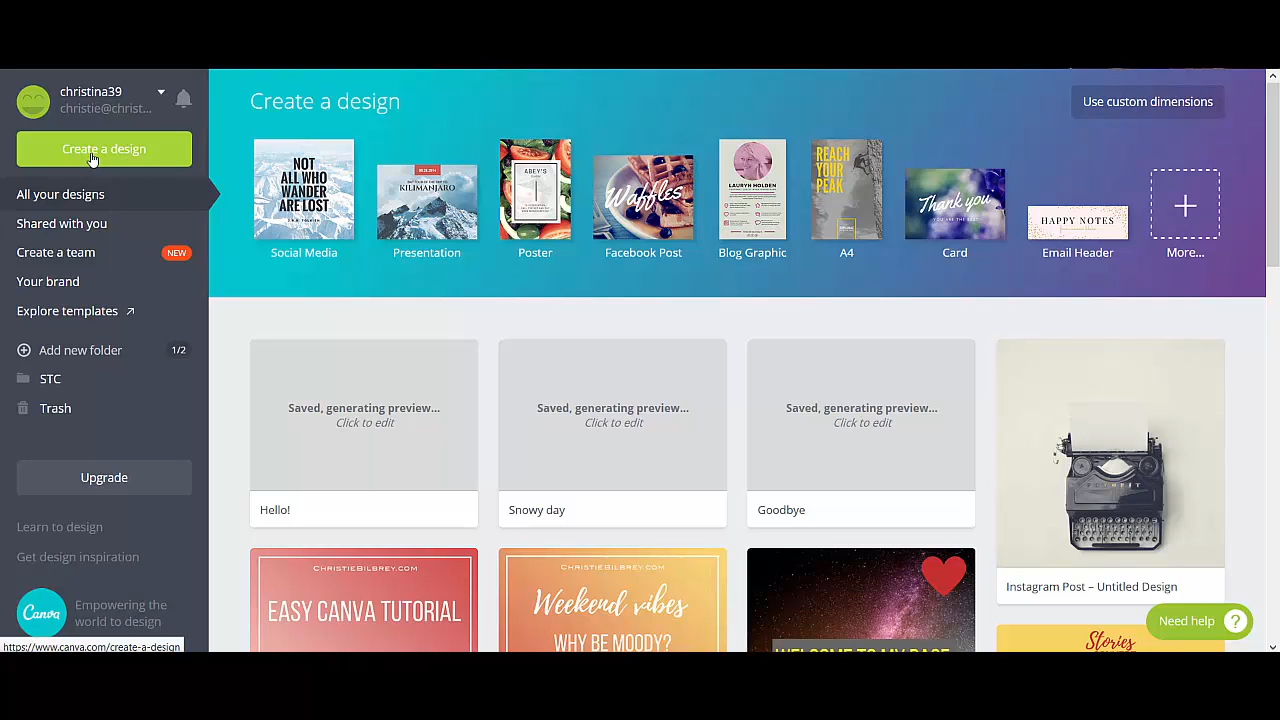 christina39
christie@christ...
Create a design
All your designs
Shared with you
Create a team
NEW
Your brand
Explore templates
Add new folder
1/2
STC
Trash
Upgrade
Learn to design
Get design inspiration
Canva
Empowering the
world to design
https://www.canva.com/create-a-design
Create a design
Use custom dimensions
NOT
ALL WHO
WANDER
ARE LOST
KILIMANJARO
ABEY'S
Waffles
LAURYN HOLDEN
REACH
YOUR
PEAK
Thank you
HAPPY NOTES
Social Media
Presentation
Poster
Facebook Post
Blog Graphic
A4
Card
Email Header
More...
Saved, generating preview...
Click to edit
Hello!
Saved, generating preview...
Click to edit
Snowy day
Saved, generating preview...
Click to edit
Goodbye
Instagram Post – Untitled Design
CHRISTIEBILBREY.COM
EASY CANVA TUTORIAL
CHRISTIEBILBREY.COM
Weekend vibes
WHY BE MOODY?
WELCOME TO MY PAGE
Stories
Need help ?